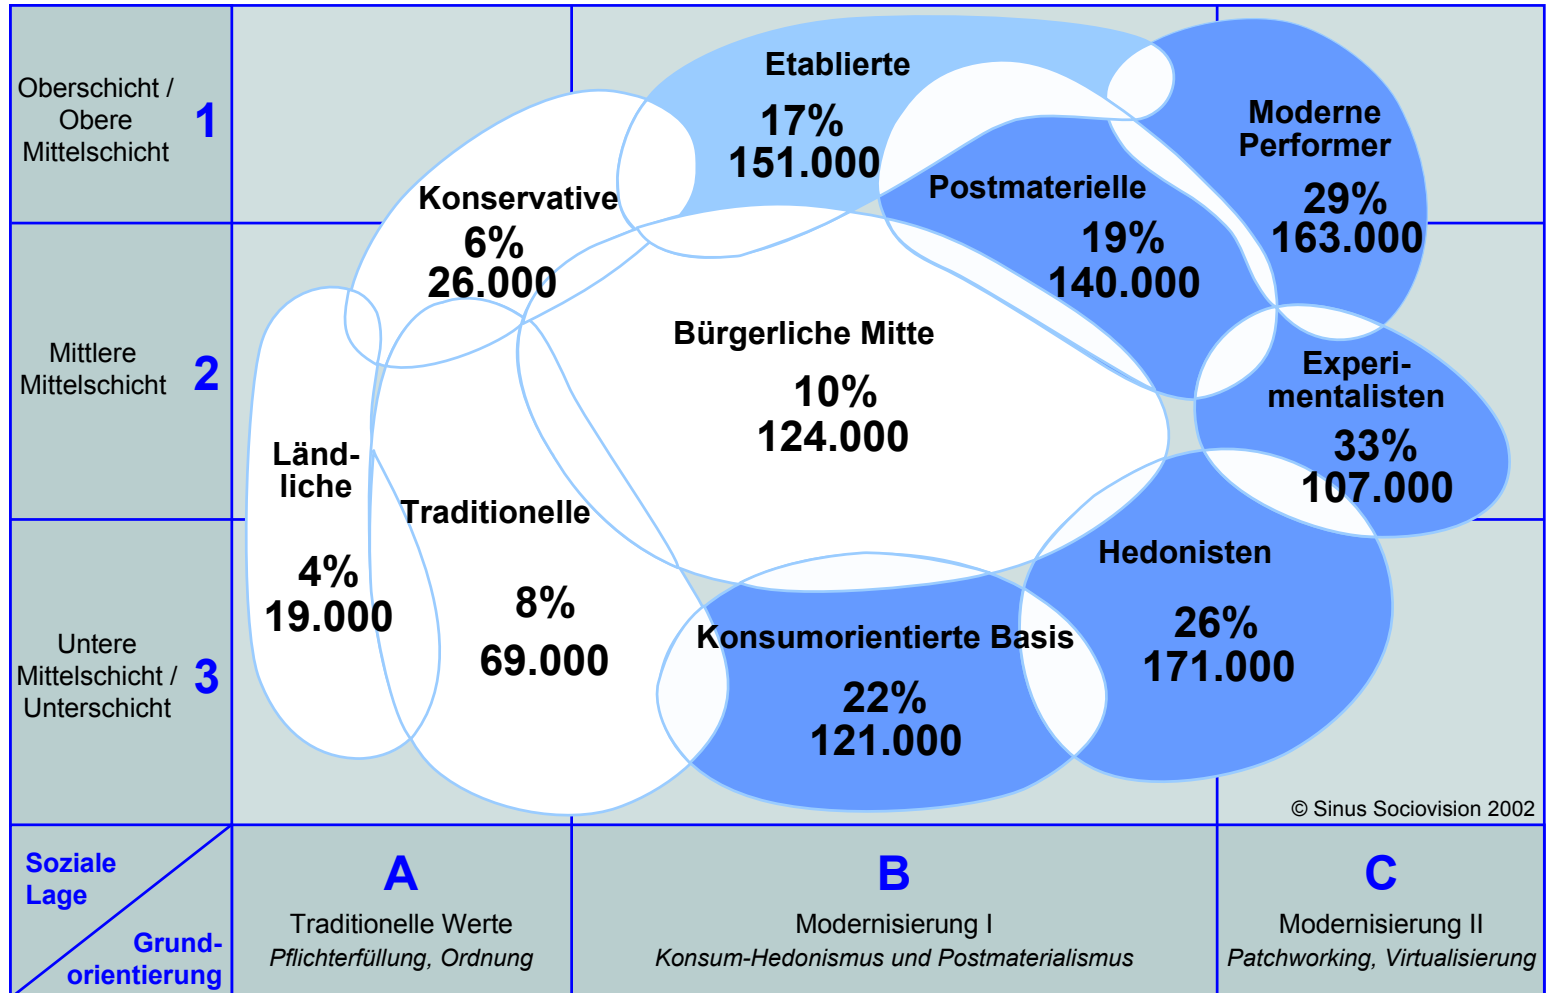 Oberschicht /
Obere
Mittelschicht
1
Etablierte
17%
151.000
Moderne
Performer
29%
163.000
Konservative
6%
26.000
Postmaterielle
19%
140.000
Mittlere
Mittelschicht
2
Bürgerliche Mitte
10%
124.000
Experi-
mentalisten
33%
107.000
Länd-
liche
4%
19.000
Traditionelle
8%
69.000
Hedonisten
26%
171.000
Untere
Mittelschicht /
Unterschicht
3
Konsumorientierte Basis
22%
121.000
© Sinus Sociovision 2002
Soziale
Lage
Grund-
orientierung
A
Traditionelle Werte
Pflichterfüllung, Ordnung
B
Modernisierung I
Konsum-Hedonismus und Postmaterialismus
C
Modernisierung II
Patchworking, Virtualisierung